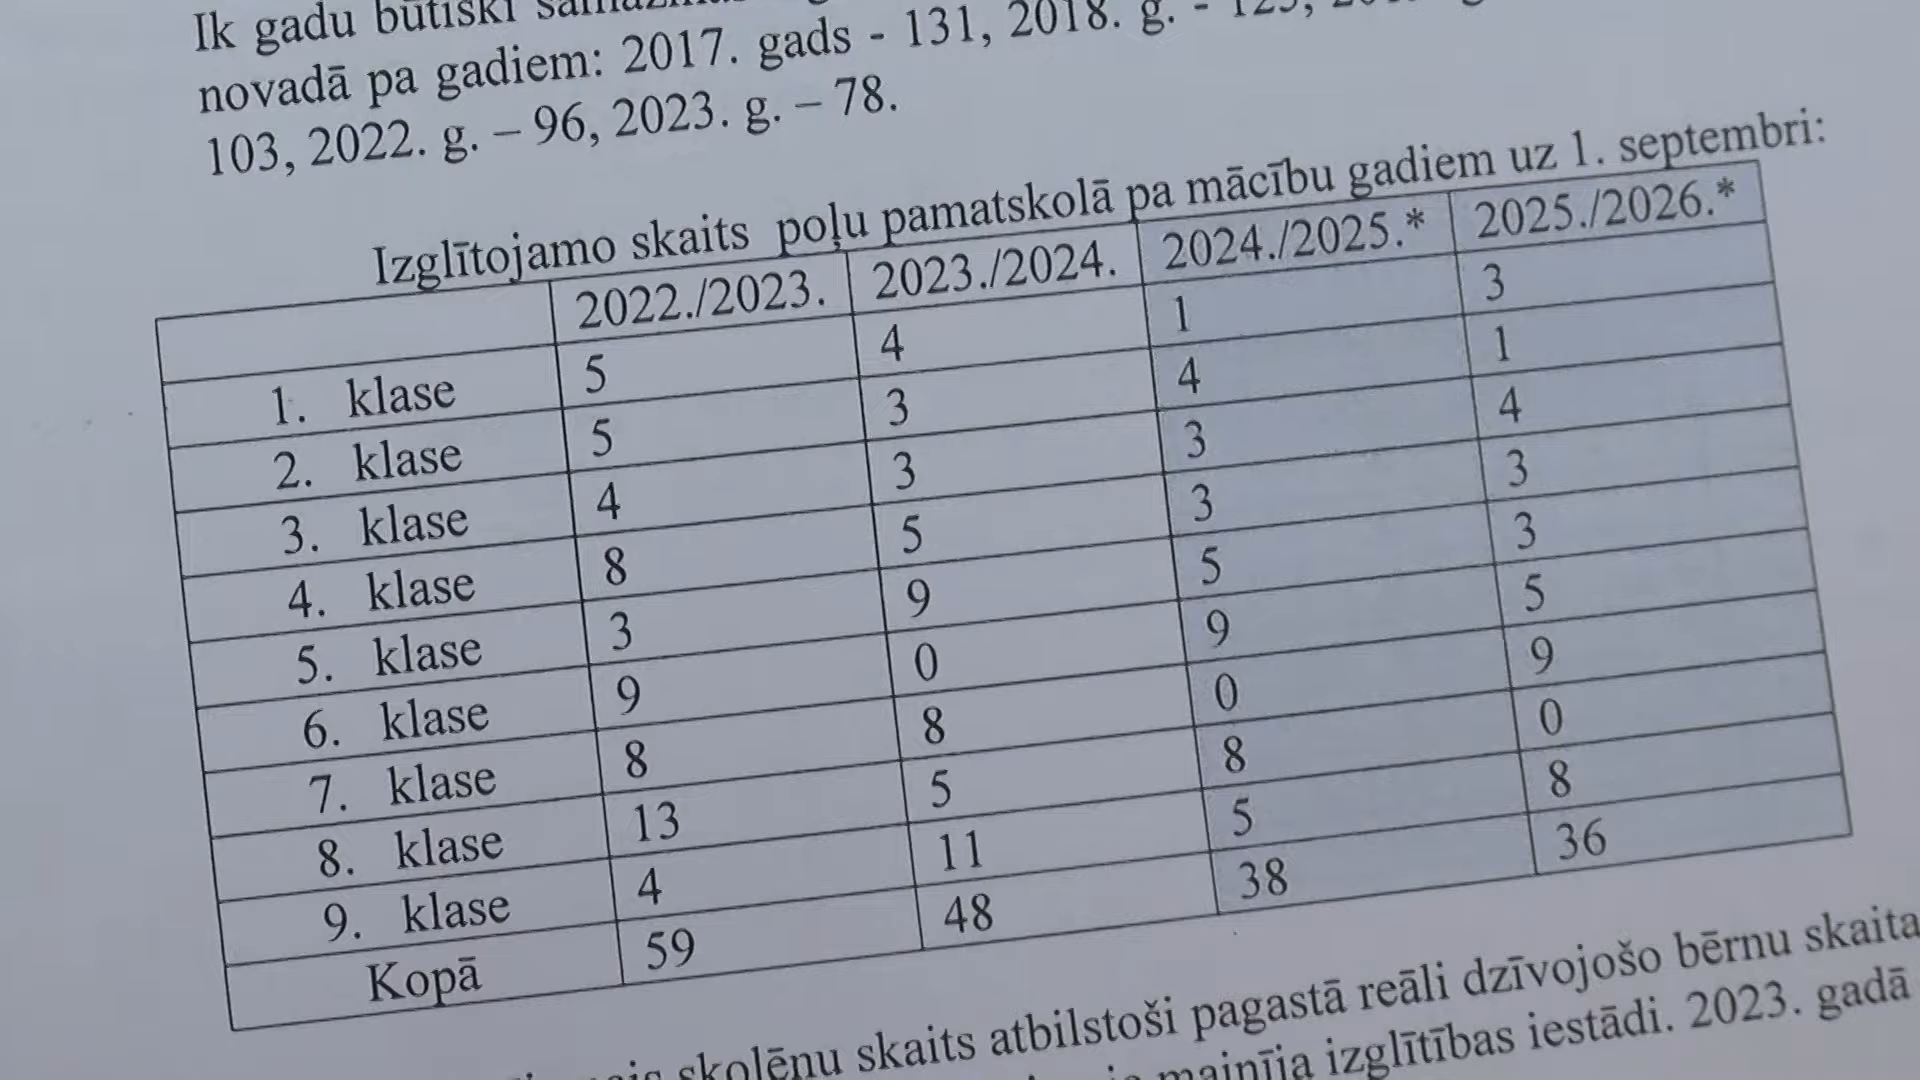 Ik gadu būtiski
novadā pa gadiem: 2017. gads - 131, 2018. g. - 125,
103, 2022. g. – 96, 2023. g. – 78.
Izglītojamo skaits poļu pamatskolā pa mācību gadiem uz 1. septembri:
2022./2023. 2023./2024. 2024./2025.* 2025./2026.*
1. klase 5 4 1 3
2. klase 5 3 4 1
3. klase 4 3 3 4
4. klase 8 5 3 3
5. klase 3 9 5 3
6. klase 9 0 9 5
7. klase 8 8 0 9
8. klase 13 5 8 0
9. klase 4 11 5 8
Kopā 59 48 38 36
skolēnu skaits atbilstoši pagastā reāli dzīvojošo bērnu skaita
mainīja izglītības iestādi. 2023. gadā